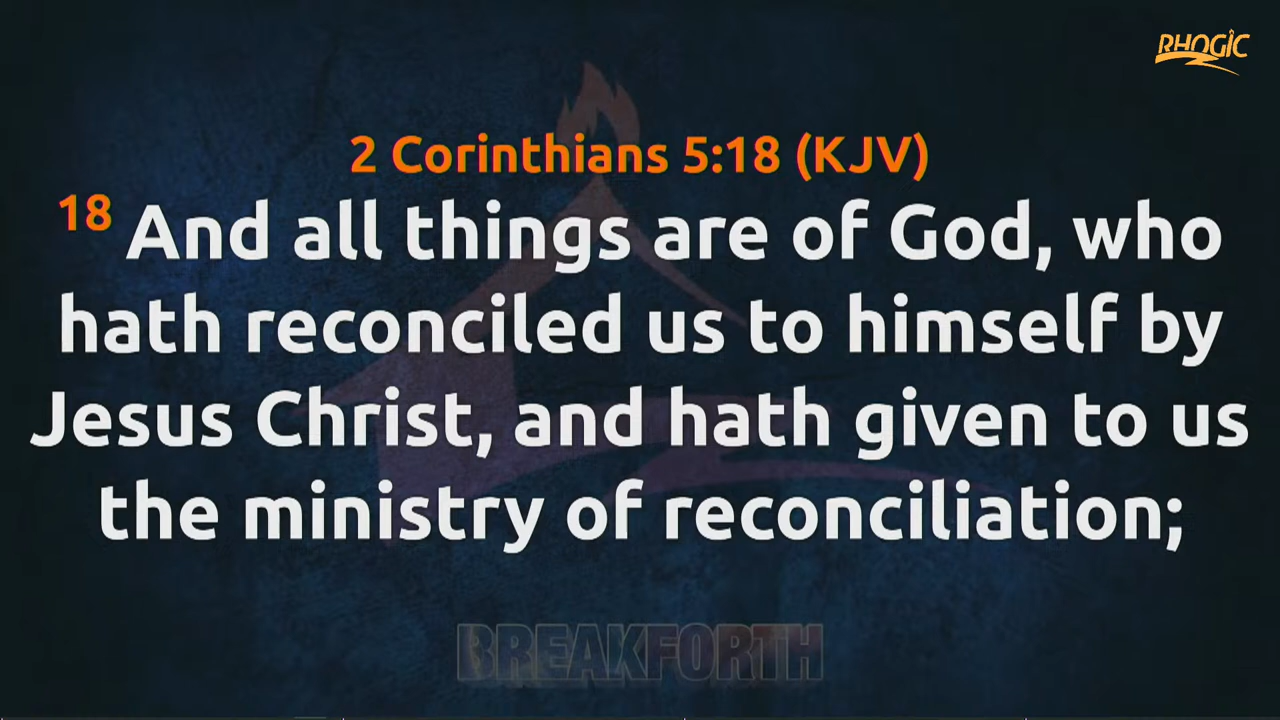 RHOGIC
2 Corinthians 5:18 (KJV)
18 And all things are of God, who
hath reconciled us to himself by
Jesus Christ, and hath given to us
the ministry of reconciliation;
BREAKFORTH